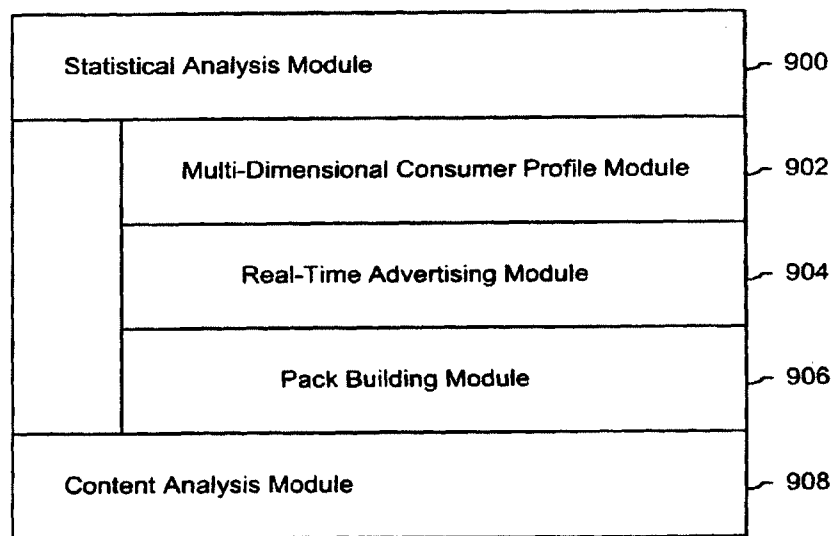 Statistical Analysis Module 900
Multi-Dimensional Consumer Profile Module 902
Real-Time Advertising Module 904
Pack Building Module 906
Content Analysis Module 908